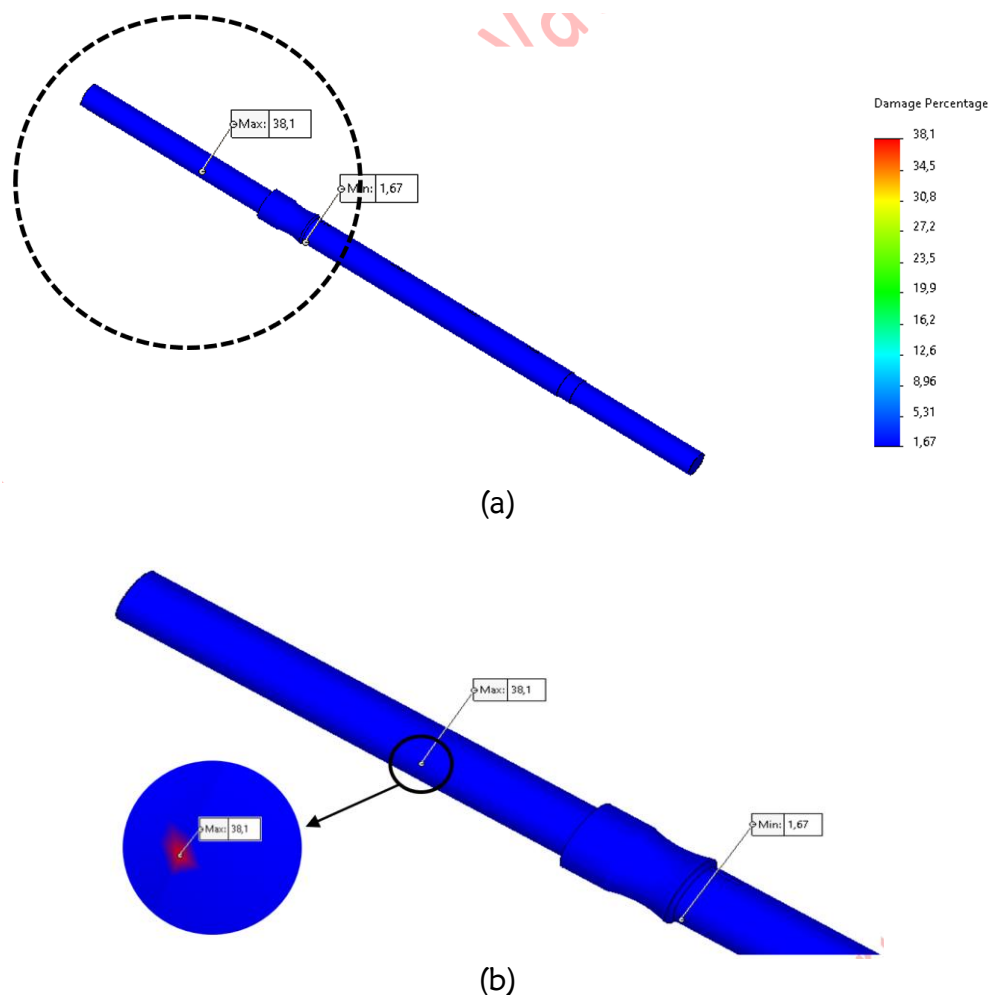 Max: 38,1
Min: 1,67
Damage Percentage
38,1
34,5
30,8
27,2
23,5
19,9
16,2
12,6
8,96
5,31
1,67
(a)
Max: 38,1
Max: 38,1
Min: 1,67
(b)